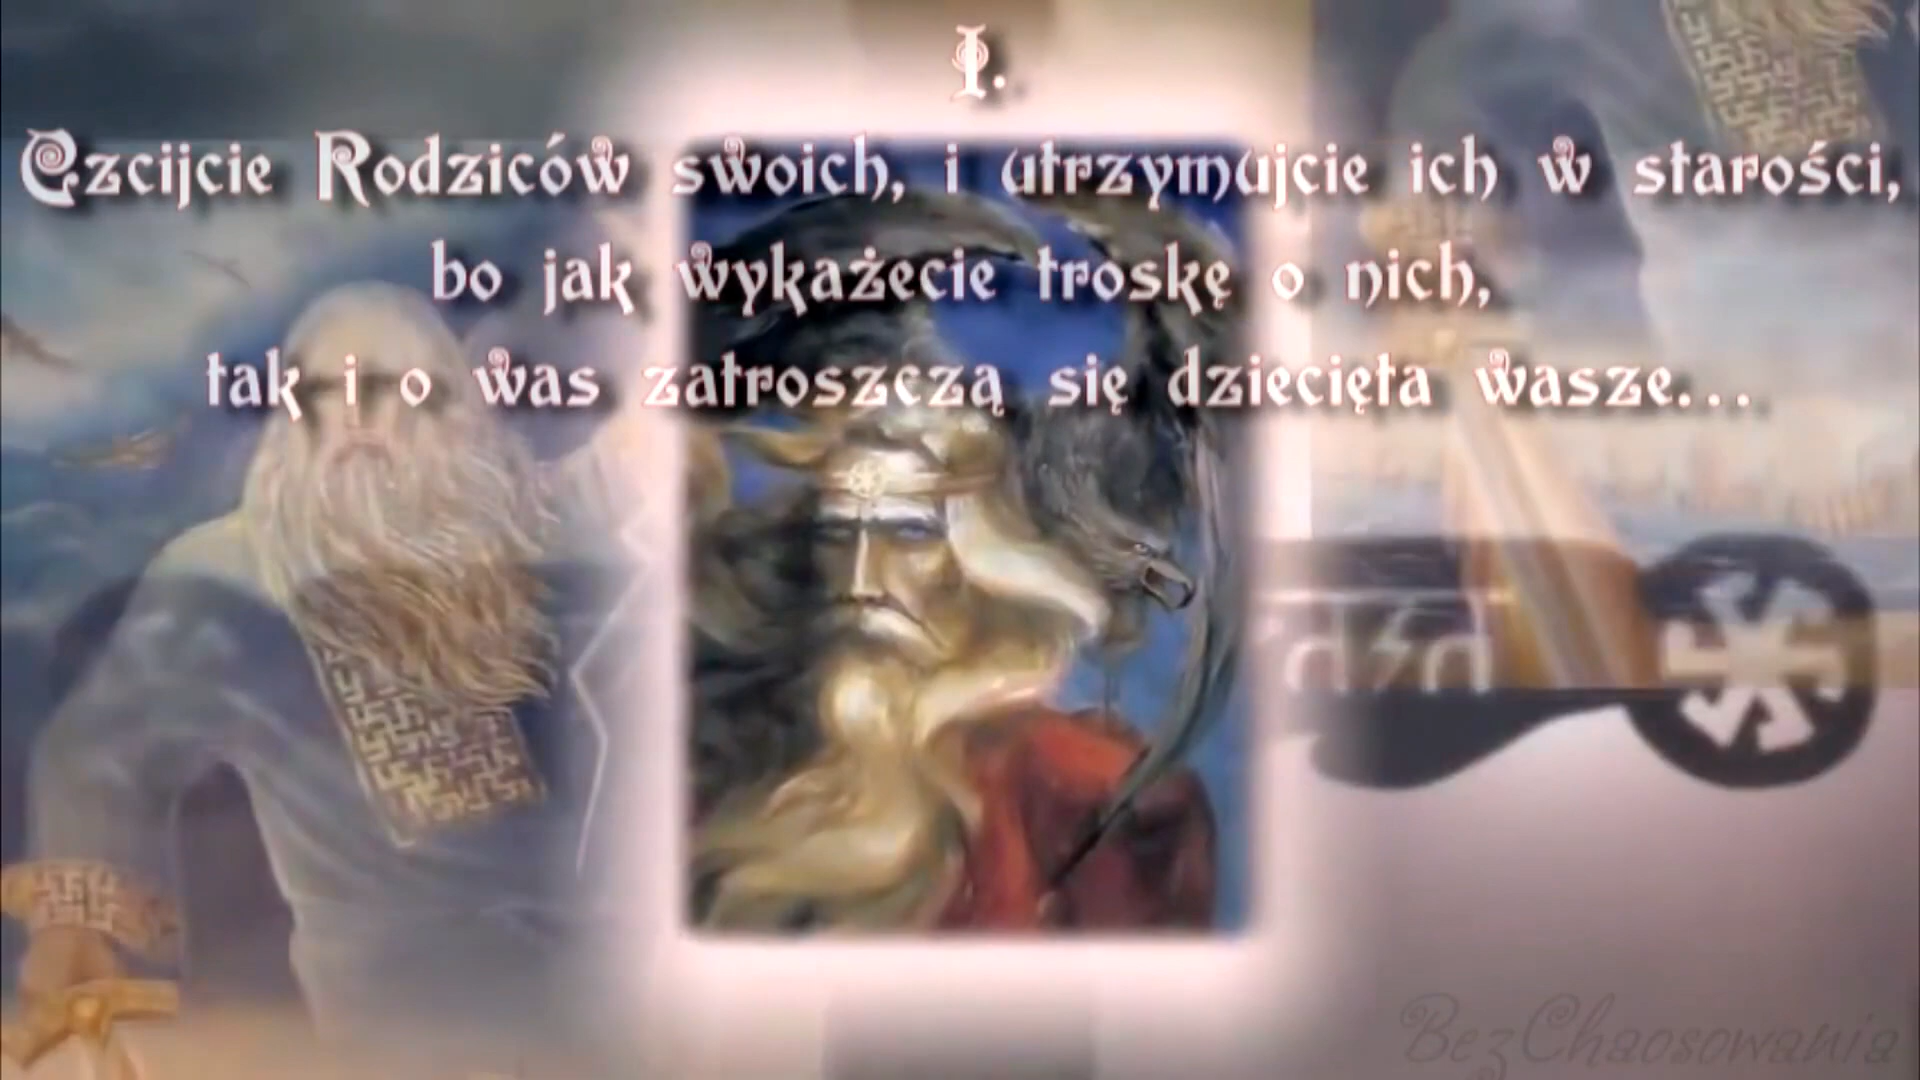 I.
Czcijcie Rodziców swoich, i utrzymujcie ich w starości,
bo jak wykażecie troskę o nich,
tak i o was zatroszczą się dziecięta wasze...
BezChaosowania